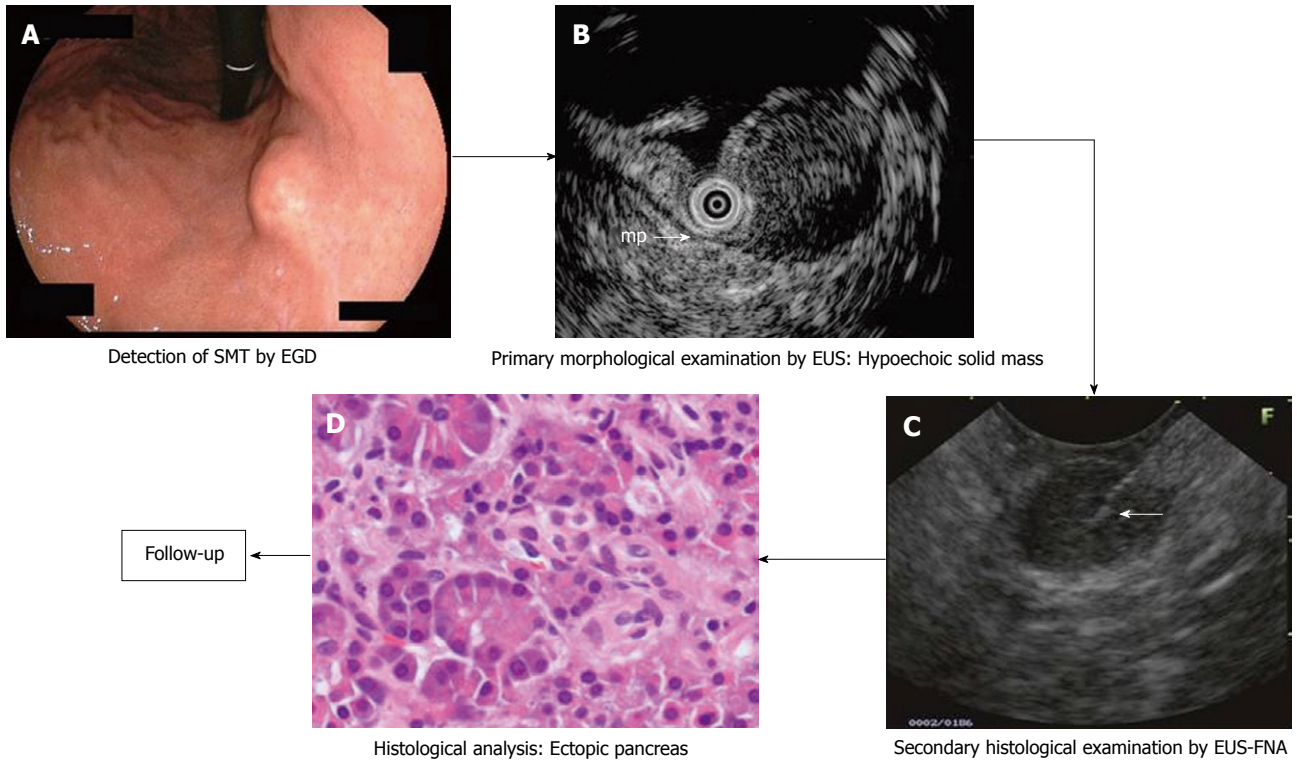 A
Detection of SMT by EGD
B
mp
Primary morphological examination by EUS: Hypoechoic solid mass
C
F
0002/0186
Secondary histological examination by EUS-FNA
D
Histological analysis: Ectopic pancreas
Follow-up